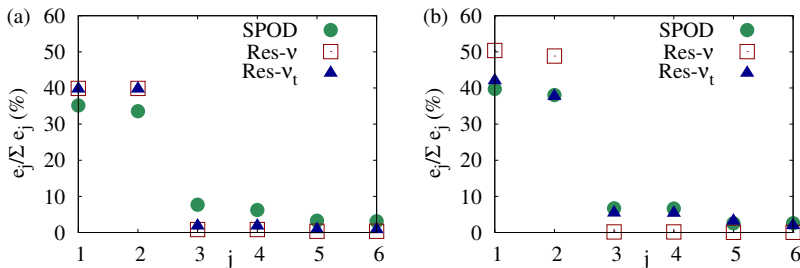 (a)
e_j/Σ e_j (%)
60
50
40
30
20
10
0
SPOD
Res-ν
Res-ν_t
1 2 3 4 5 6
j
(b)
e_j/Σ e_j (%)
60
50
40
30
20
10
0
SPOD
Res-ν
Res-ν_t
1 2 3 4 5 6
j